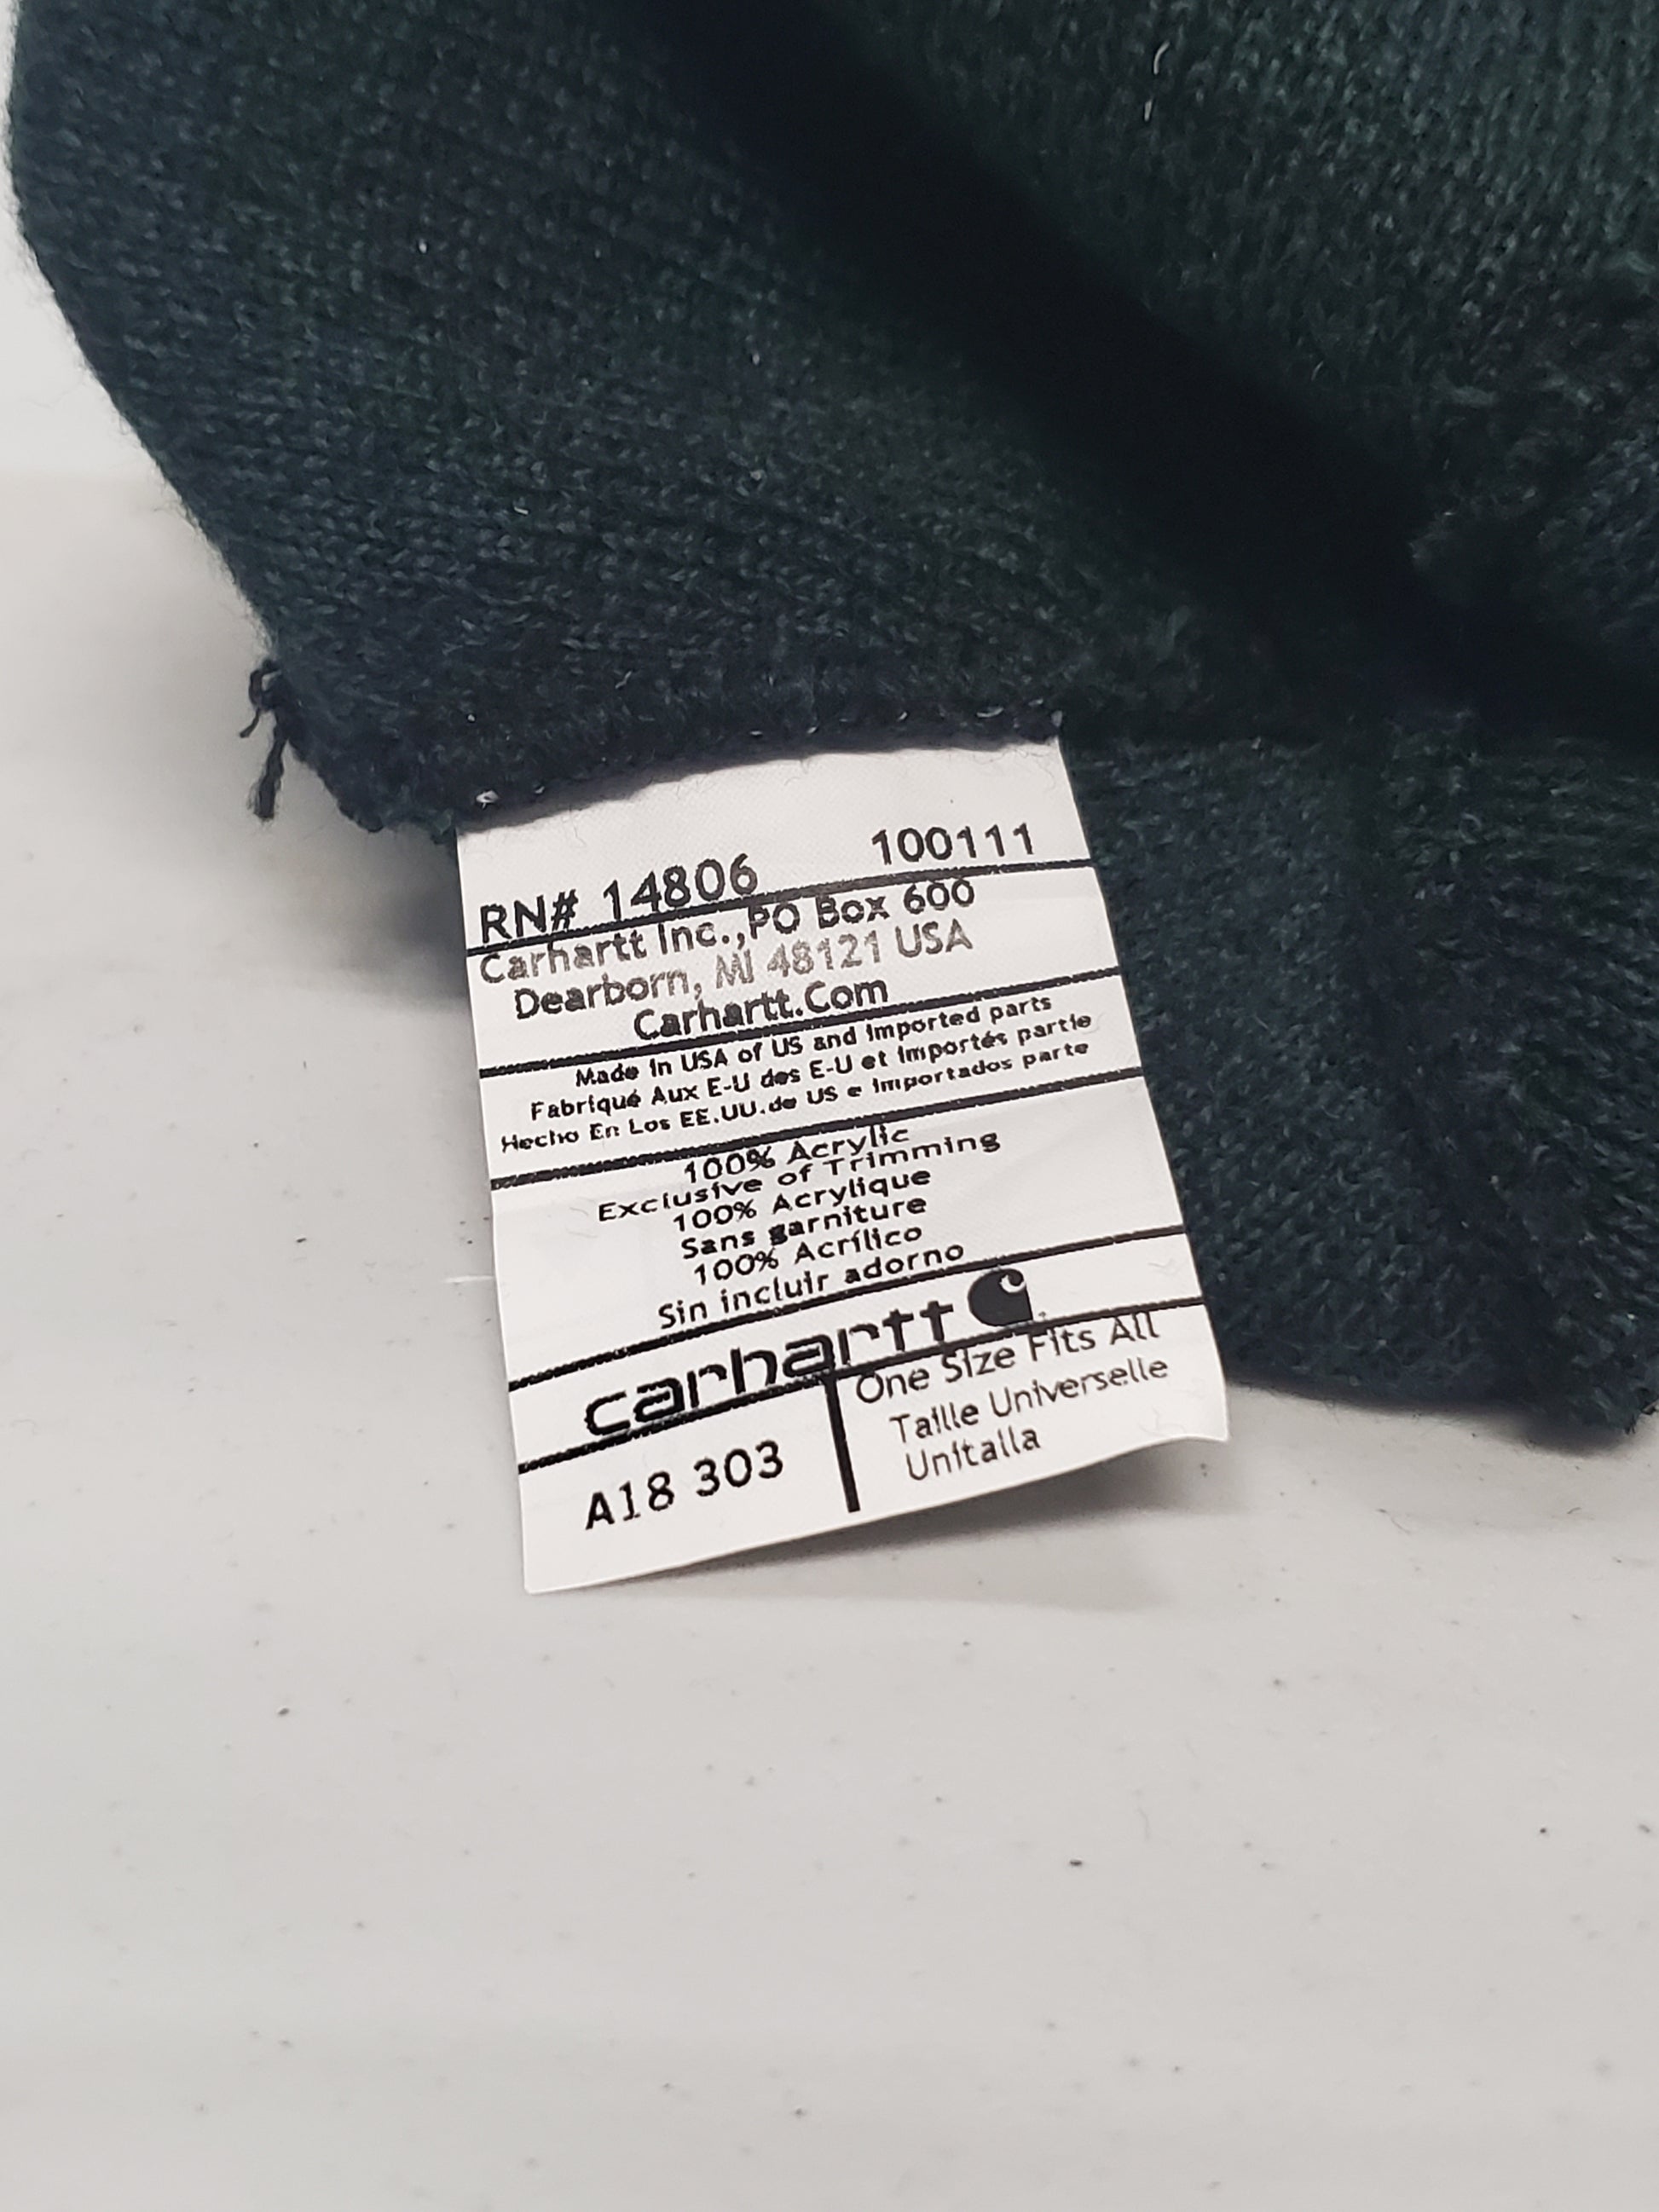 RN# 14806 100111
Carhartt Inc.,PO Box 600
Dearborn, MI 48121 USA
Carhartt.Com
Made In USA of US and Imported parts
Fabriqué Aux E-U des E-U et Importés partie
Hecho En Los EE.UU.de US e Importados parte
100% Acrylic
Exclusive of Trimming
100% Acrylique
Sans garniture
100% Acrílico
Sin incluir adorno
carhartt
A18 303
One Size Fits All
Taille Universelle
Unitalla